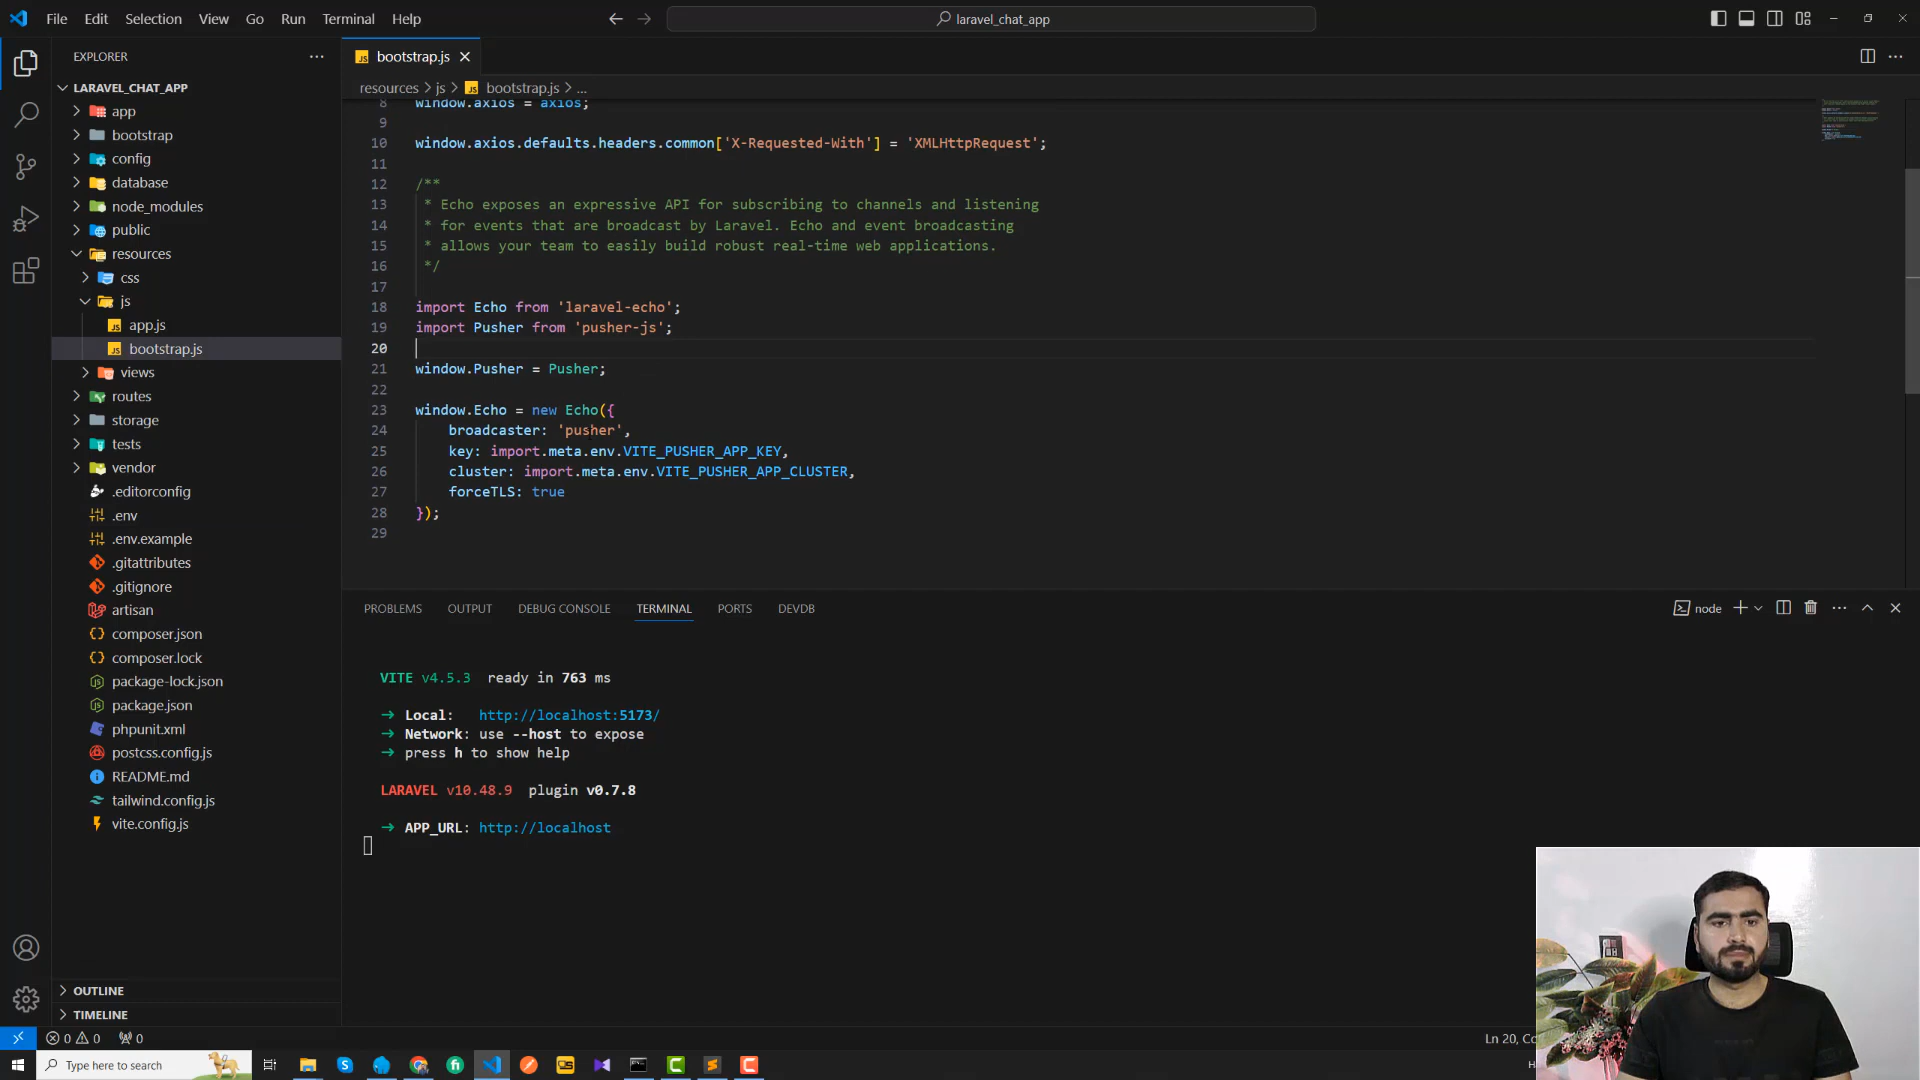 File Edit Selection View Go Run Terminal Help
laravel_chat_app
EXPLORER
LARAVEL_CHAT_APP
app
bootstrap
config
database
node_modules
public
resources
css
js
app.js
bootstrap.js
views
routes
storage
tests
vendor
.editorconfig
.env
.env.example
.gitattributes
.gitignore
artisan
composer.json
composer.lock
package-lock.json
package.json
phpunit.xml
postcss.config.js
README.md
tailwind.config.js
vite.config.js
OUTLINE
TIMELINE
bootstrap.js
resources > js > bootstrap.js > ...
8 window.axios = axios;
9
10 window.axios.defaults.headers.common['X-Requested-With'] = 'XMLHttpRequest';
11
12 /**
13 * Echo exposes an expressive API for subscribing to channels and listening
14 * for events that are broadcast by Laravel. Echo and event broadcasting
15 * allows your team to easily build robust real-time web applications.
16 */
17
18 import Echo from 'laravel-echo';
19 import Pusher from 'pusher-js';
20
21 window.Pusher = Pusher;
22
23 window.Echo = new Echo({
24 broadcaster: 'pusher',
25 key: import.meta.env.VITE_PUSHER_APP_KEY,
26 cluster: import.meta.env.VITE_PUSHER_APP_CLUSTER,
27 forceTLS: true
28 });
29
PROBLEMS OUTPUT DEBUG CONSOLE TERMINAL PORTS DEVDB
node
VITE v4.5.3 ready in 763 ms
➜ Local: http://localhost:5173/
➜ Network: use --host to expose
➜ press h to show help
LARAVEL v10.48.9 plugin v0.7.8
➜ APP_URL: http://localhost
0 0 0
Ln 20,
Type here to search